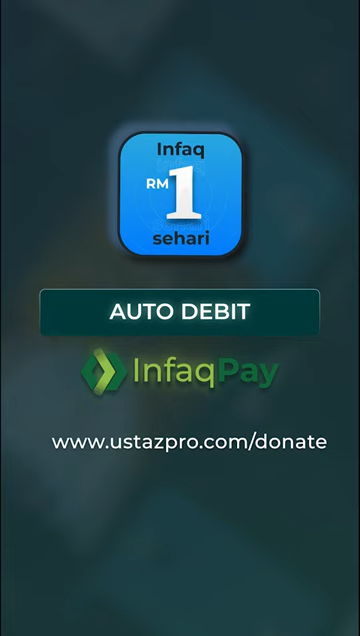 Infaq
RM 1
sehari
AUTO DEBIT
InfaqPay
www.ustazpro.com/donate